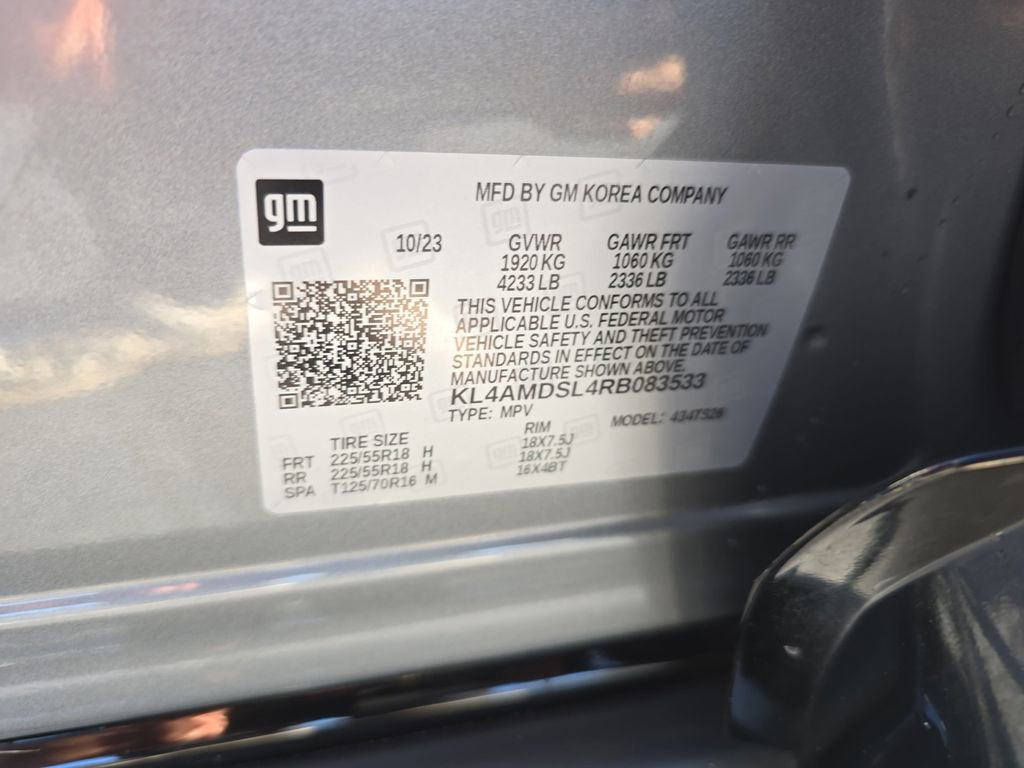 gm
MFD BY GM KOREA COMPANY
10/23 GVWR GAWR FRT GAWR RR
1920 KG 1060 KG 1060 KG
4233 LB 2336 LB 2336 LB
THIS VEHICLE CONFORMS TO ALL
APPLICABLE U.S. FEDERAL MOTOR
VEHICLE SAFETY AND THEFT PREVENTION
STANDARDS IN EFFECT ON THE DATE OF
MANUFACTURE SHOWN ABOVE.
KL4AMDSL4RB083533
TYPE: MPV MODEL: 4347S26
TIRE SIZE RIM
FRT 225/55R18 H 18X7.5J
RR 225/55R18 H 18X7.5J
SPA T125/70R16 M 16X4BT